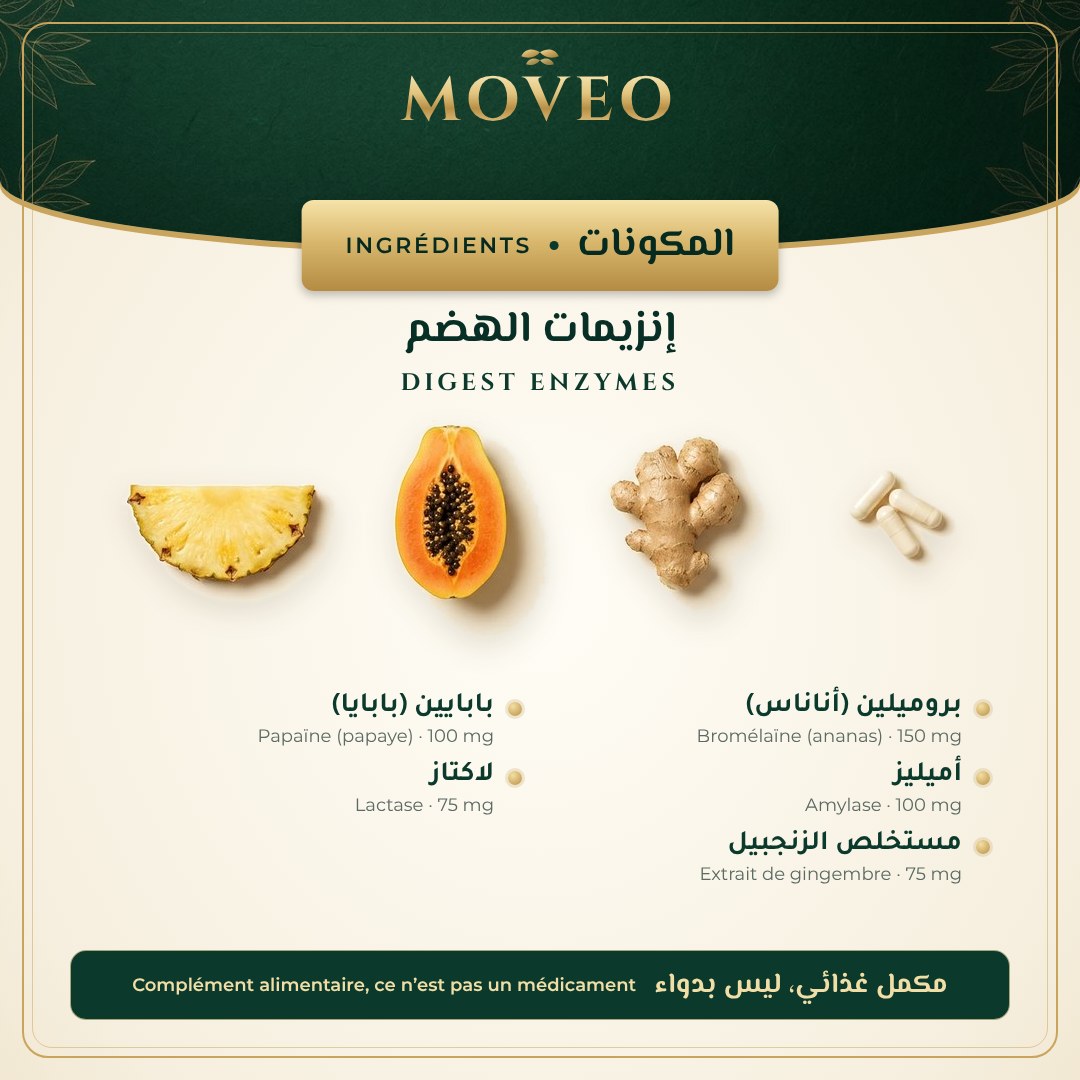 MOVEO
المكونات • INGRÉDIENTS
إنزيمات الهضم
DIGEST ENZYMES
بروميلين (أناناس)
Bromélaïne (ananas) · 150 mg
بابايين (بابايا)
Papaïne (papaye) · 100 mg
أميليز
Amylase · 100 mg
لاكتاز
Lactase · 75 mg
مستخلص الزنجبيل
Extrait de gingembre · 75 mg
مكمل غذائي، ليس بدواء Complément alimentaire, ce n’est pas un médicament